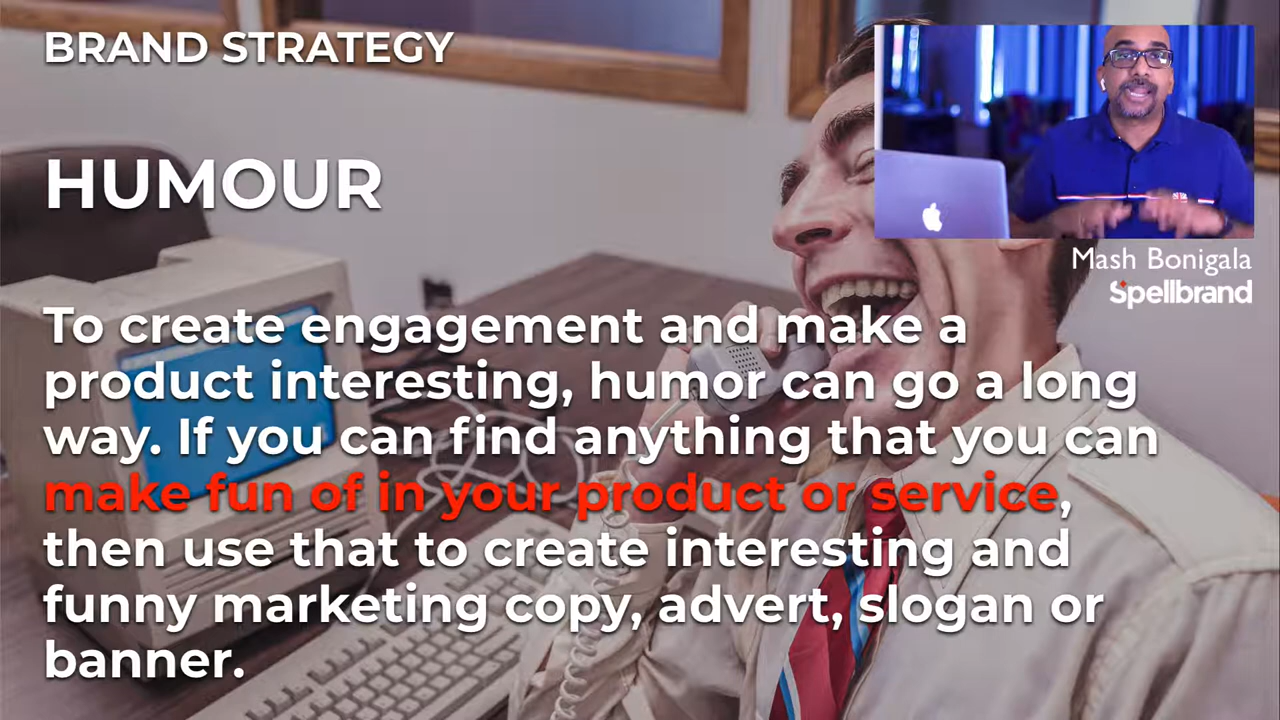 BRAND STRATEGY
HUMOUR
Mash Bonigala
Spellbrand
To create engagement and make a
product interesting, humor can go a long
way. If you can find anything that you can
make fun of in your product or service,
then use that to create interesting and
funny marketing copy, advert, slogan or
banner.